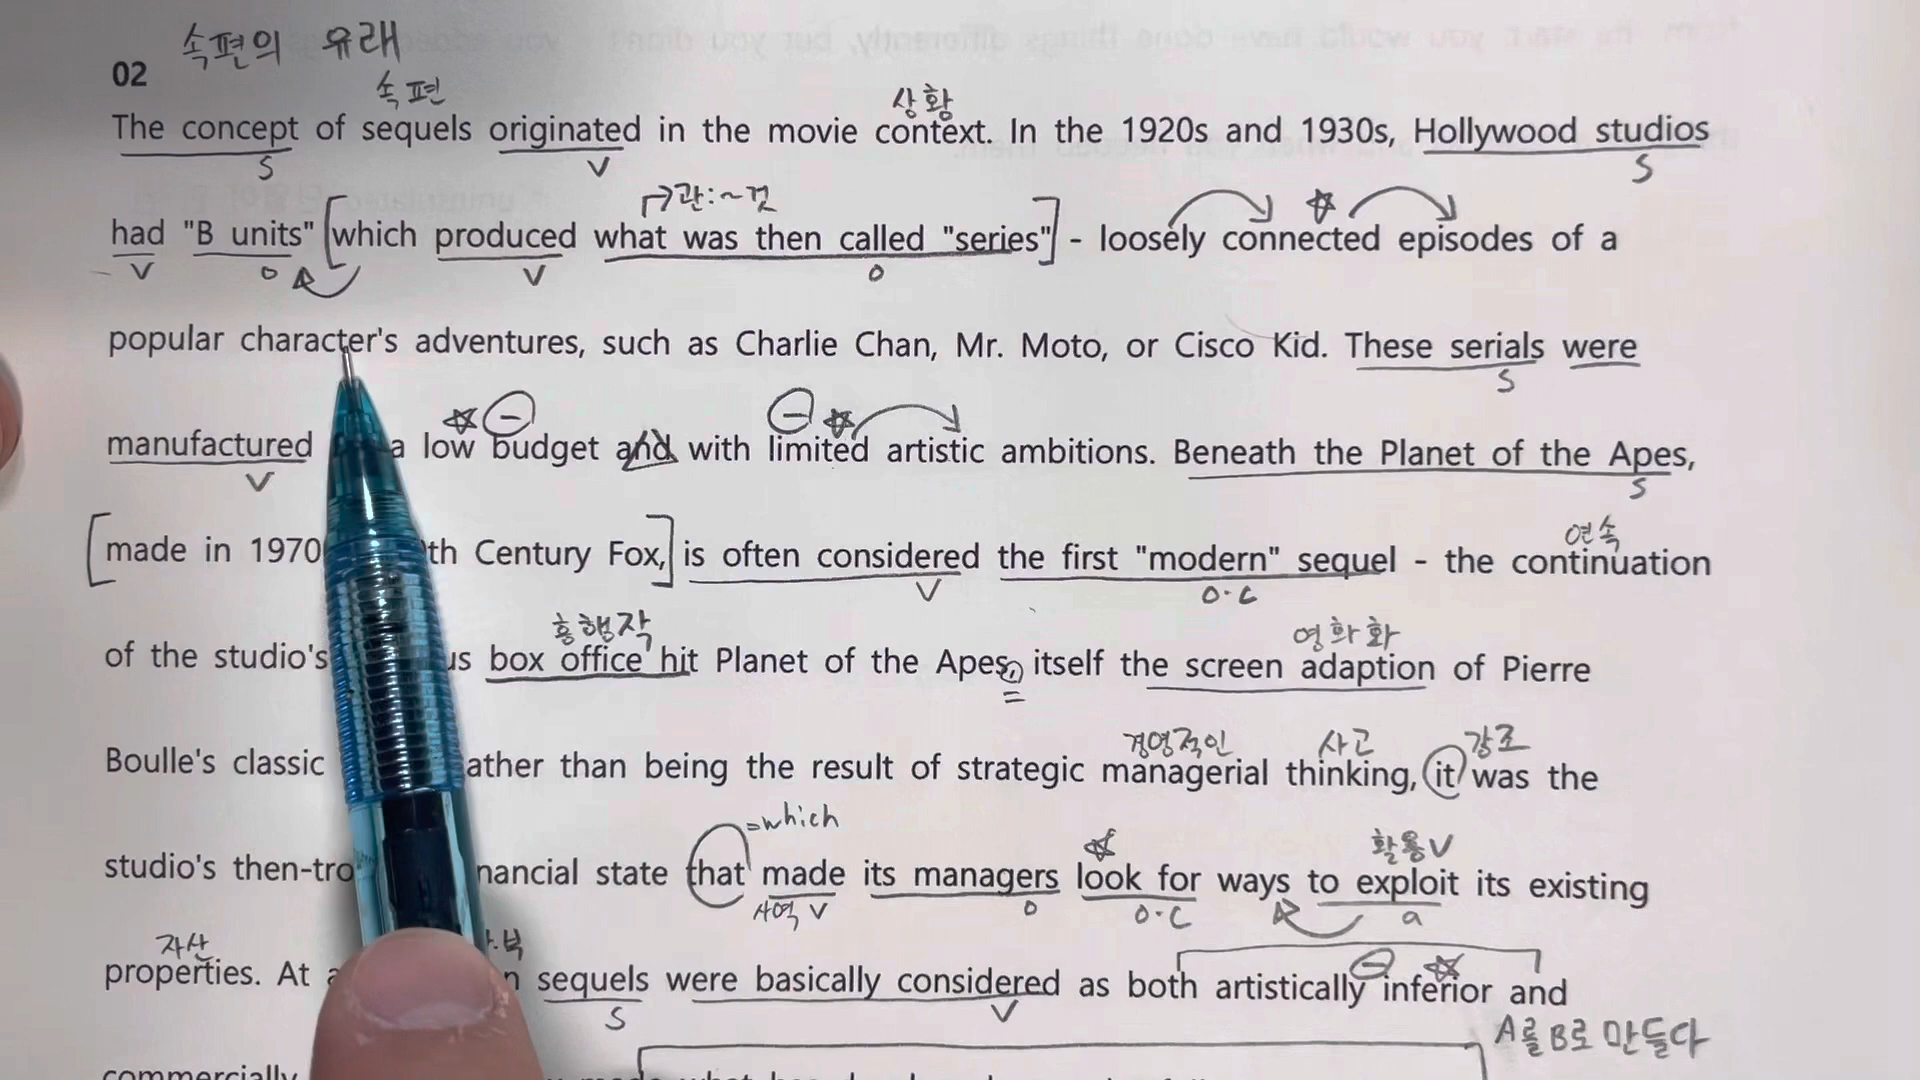 속편의 유래
02
속편
상황
The concept of sequels originated in the movie context. In the 1920s and 1930s, Hollywood studios
S V S
관:~것
had "B units" [which produced what was then called "series"] - loosely connected episodes of a
V O V O
popular character's adventures, such as Charlie Chan, Mr. Moto, or Cisco Kid. These serials were
S
manufactured a low budget and with limited artistic ambitions. Beneath the Planet of the Apes,
V S
연속
[made in 1970 th Century Fox,] is often considered the first "modern" sequel - the continuation
V O·C
흥행작 영화화
of the studio's us box office hit Planet of the Apes, itself the screen adaption of Pierre
경영적인 사고 강조
Boulle's classic ather than being the result of strategic managerial thinking, it was the
=which 활용V
studio's then-tro nancial state that made its managers look for ways to exploit its existing
사역 V O O·C a
자산
properties. At sequels were basically considered as both artistically inferior and
S V
A를 B로 만들다
commercially